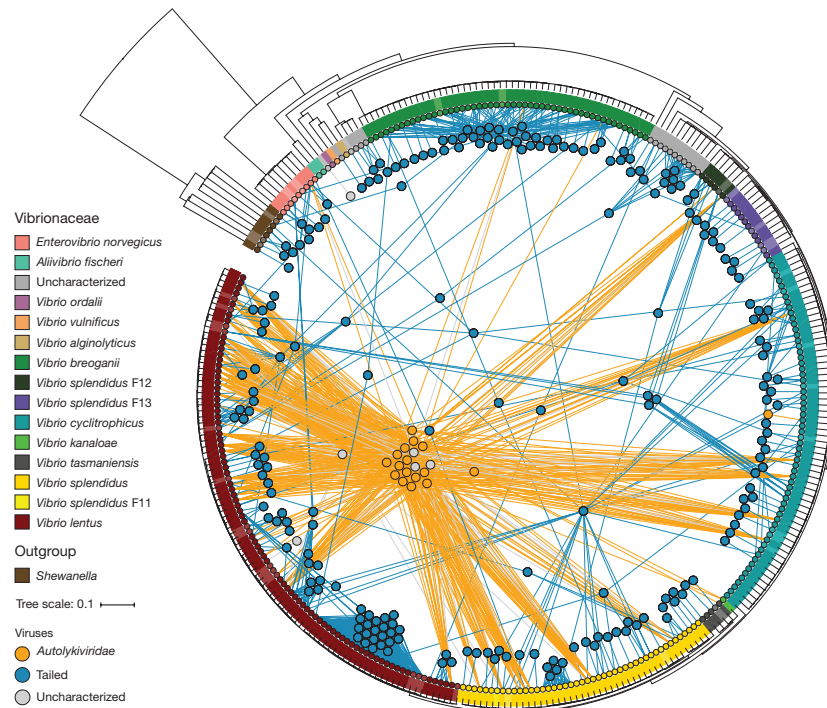 Vibrionaceae
Enterovibrio norvegicus
Aliivibrio fischeri
Uncharacterized
Vibrio ordalii
Vibrio vulnificus
Vibrio alginolyticus
Vibrio breoganii
Vibrio splendidus F12
Vibrio splendidus F13
Vibrio cyclitrophicus
Vibrio kanaloae
Vibrio tasmaniensis
Vibrio splendidus
Vibrio splendidus F11
Vibrio lentus
Outgroup
Shewanella
Tree scale: 0.1
Viruses
Autolykiviridae
Tailed
Uncharacterized